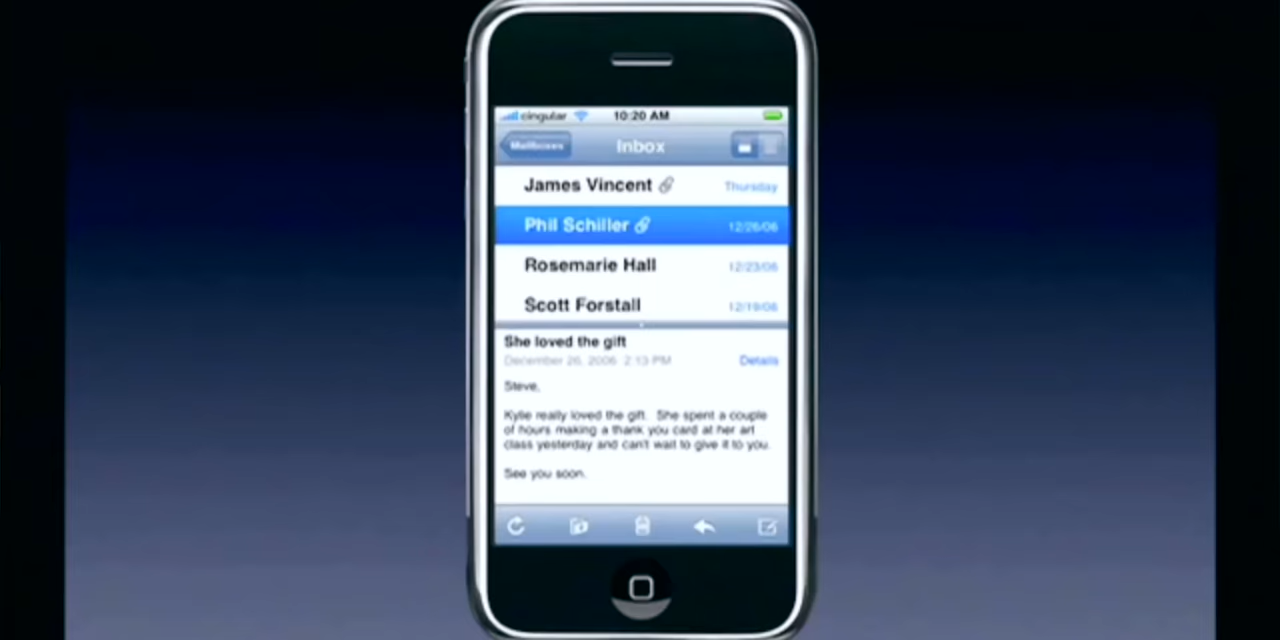 cingular 10:20 AM
Mailboxes Inbox
James Vincent Thursday
Phil Schiller 12/26/06
Rosemarie Hall 12/23/06
Scott Forstall 12/19/06
She loved the gift
December 26, 2006 2:13 PM Details
Steve,
Kylie really loved the gift. She spent a couple
of hours making a thank you card at her art
class yesterday and can't wait to give it to you.
See you soon.